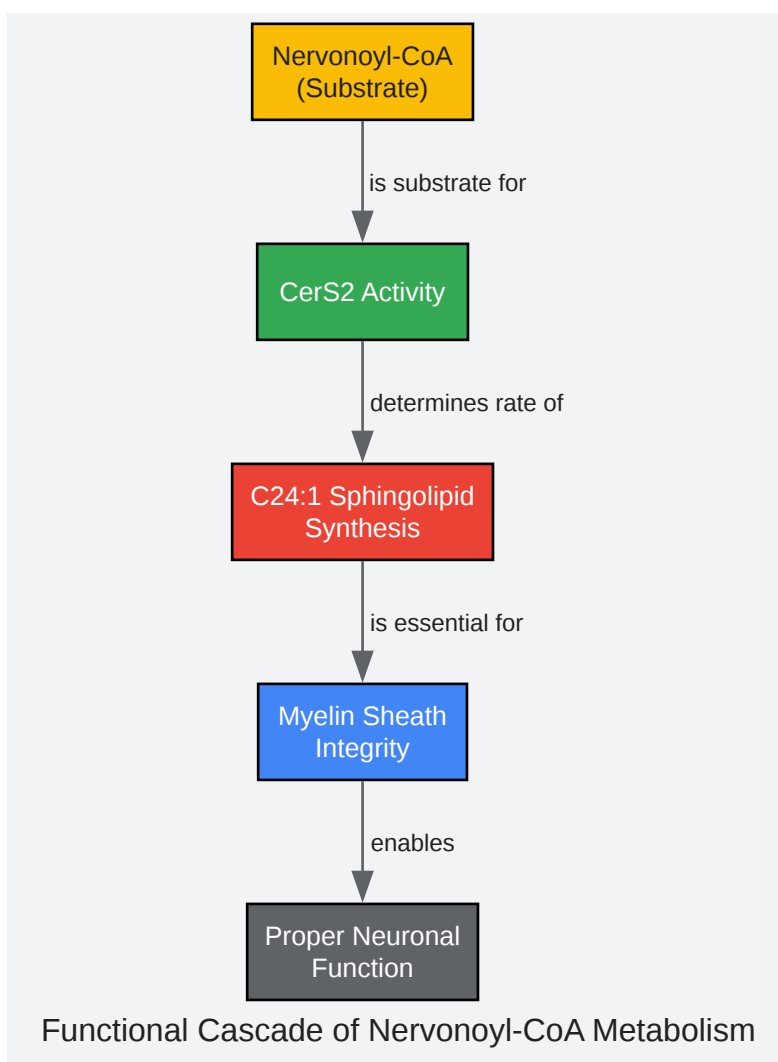 Nervonoyl-CoA
(Substrate)
is substrate for
CerS2 Activity
determines rate of
C24:1 Sphingolipid
Synthesis
is essential for
Myelin Sheath
Integrity
enables
Proper Neuronal
Function
Functional Cascade of Nervonoyl-CoA Metabolism